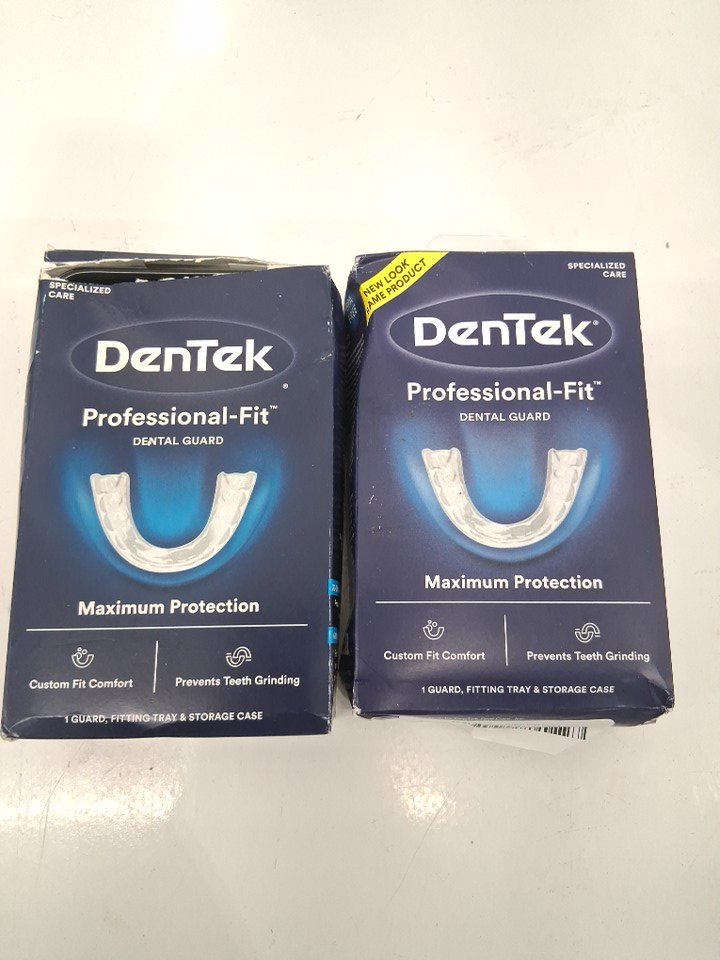 SPECIALIZED
CARE
DenTek
®
Professional-Fit™
DENTAL GUARD
Maximum Protection
Custom Fit Comfort
Prevents Teeth Grinding
1 GUARD, FITTING TRAY & STORAGE CASE
NEW LOOK
AME PRODUCT
SPECIALIZED
CARE
DenTek®
Professional-Fit™
DENTAL GUARD
Maximum Protection
Custom Fit Comfort
Prevents Teeth Grinding
1 GUARD, FITTING TRAY & STORAGE CASE